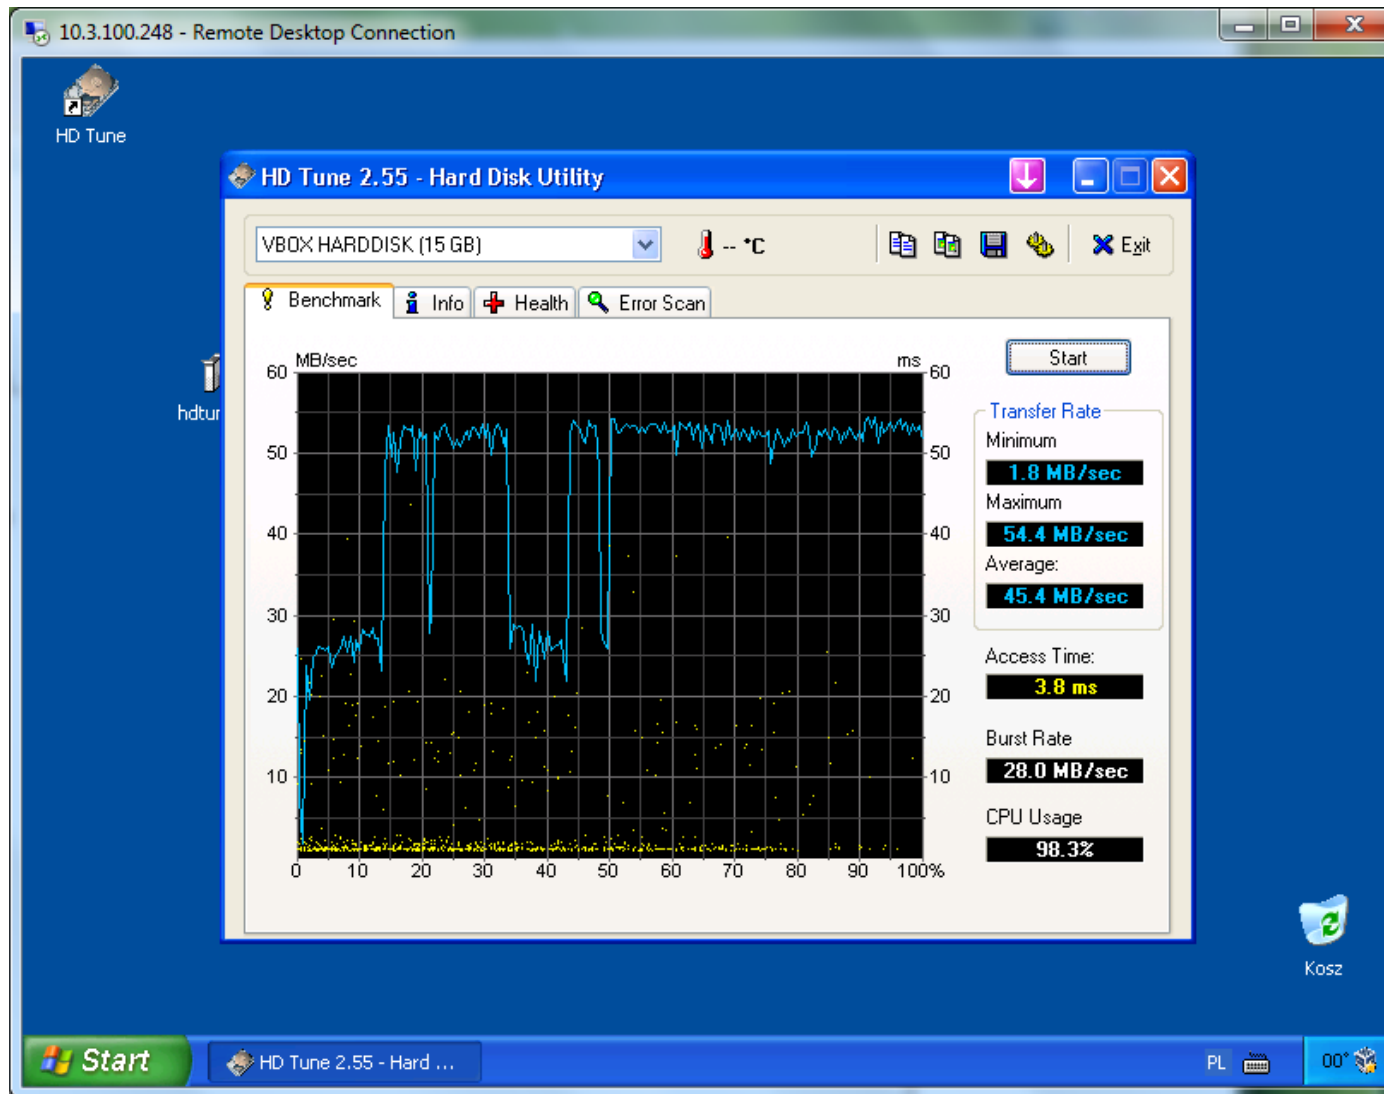 10.3.100.248 - Remote Desktop Connection
HD Tune
HD Tune 2.55 - Hard Disk Utility
VBOX HARDDISK (15 GB)
-- °C
Exit
Benchmark
Info
Health
Error Scan
Start
MB/sec
ms
60
50
40
30
20
10
60
50
40
30
20
10
0
10
20
30
40
50
60
70
80
90
100%
Transfer Rate
Minimum
1.8 MB/sec
Maximum
54.4 MB/sec
Average:
45.4 MB/sec
Access Time:
3.8 ms
Burst Rate
28.0 MB/sec
CPU Usage
98.3%
hdtur
Kosz
Start
HD Tune 2.55 - Hard ...
PL
00°